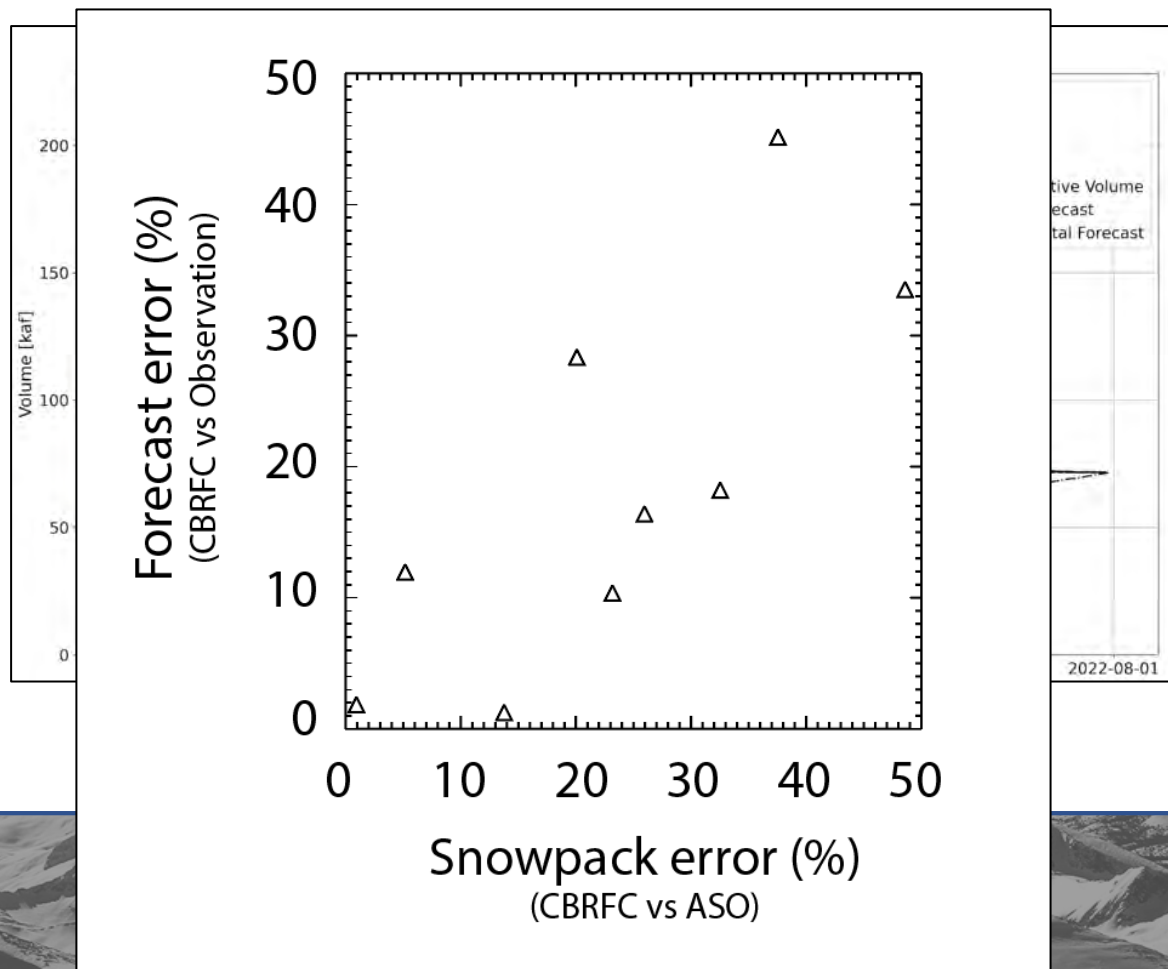 50
40
30
20
10
0
Forecast error (%)
(CBRFC vs Observation)
0 10 20 30 40 50
Snowpack error (%)
(CBRFC vs ASO)
200
150
100
50
0
Volume [kaf]
tive Volume
ecast
tal Forecast
2022-08-01